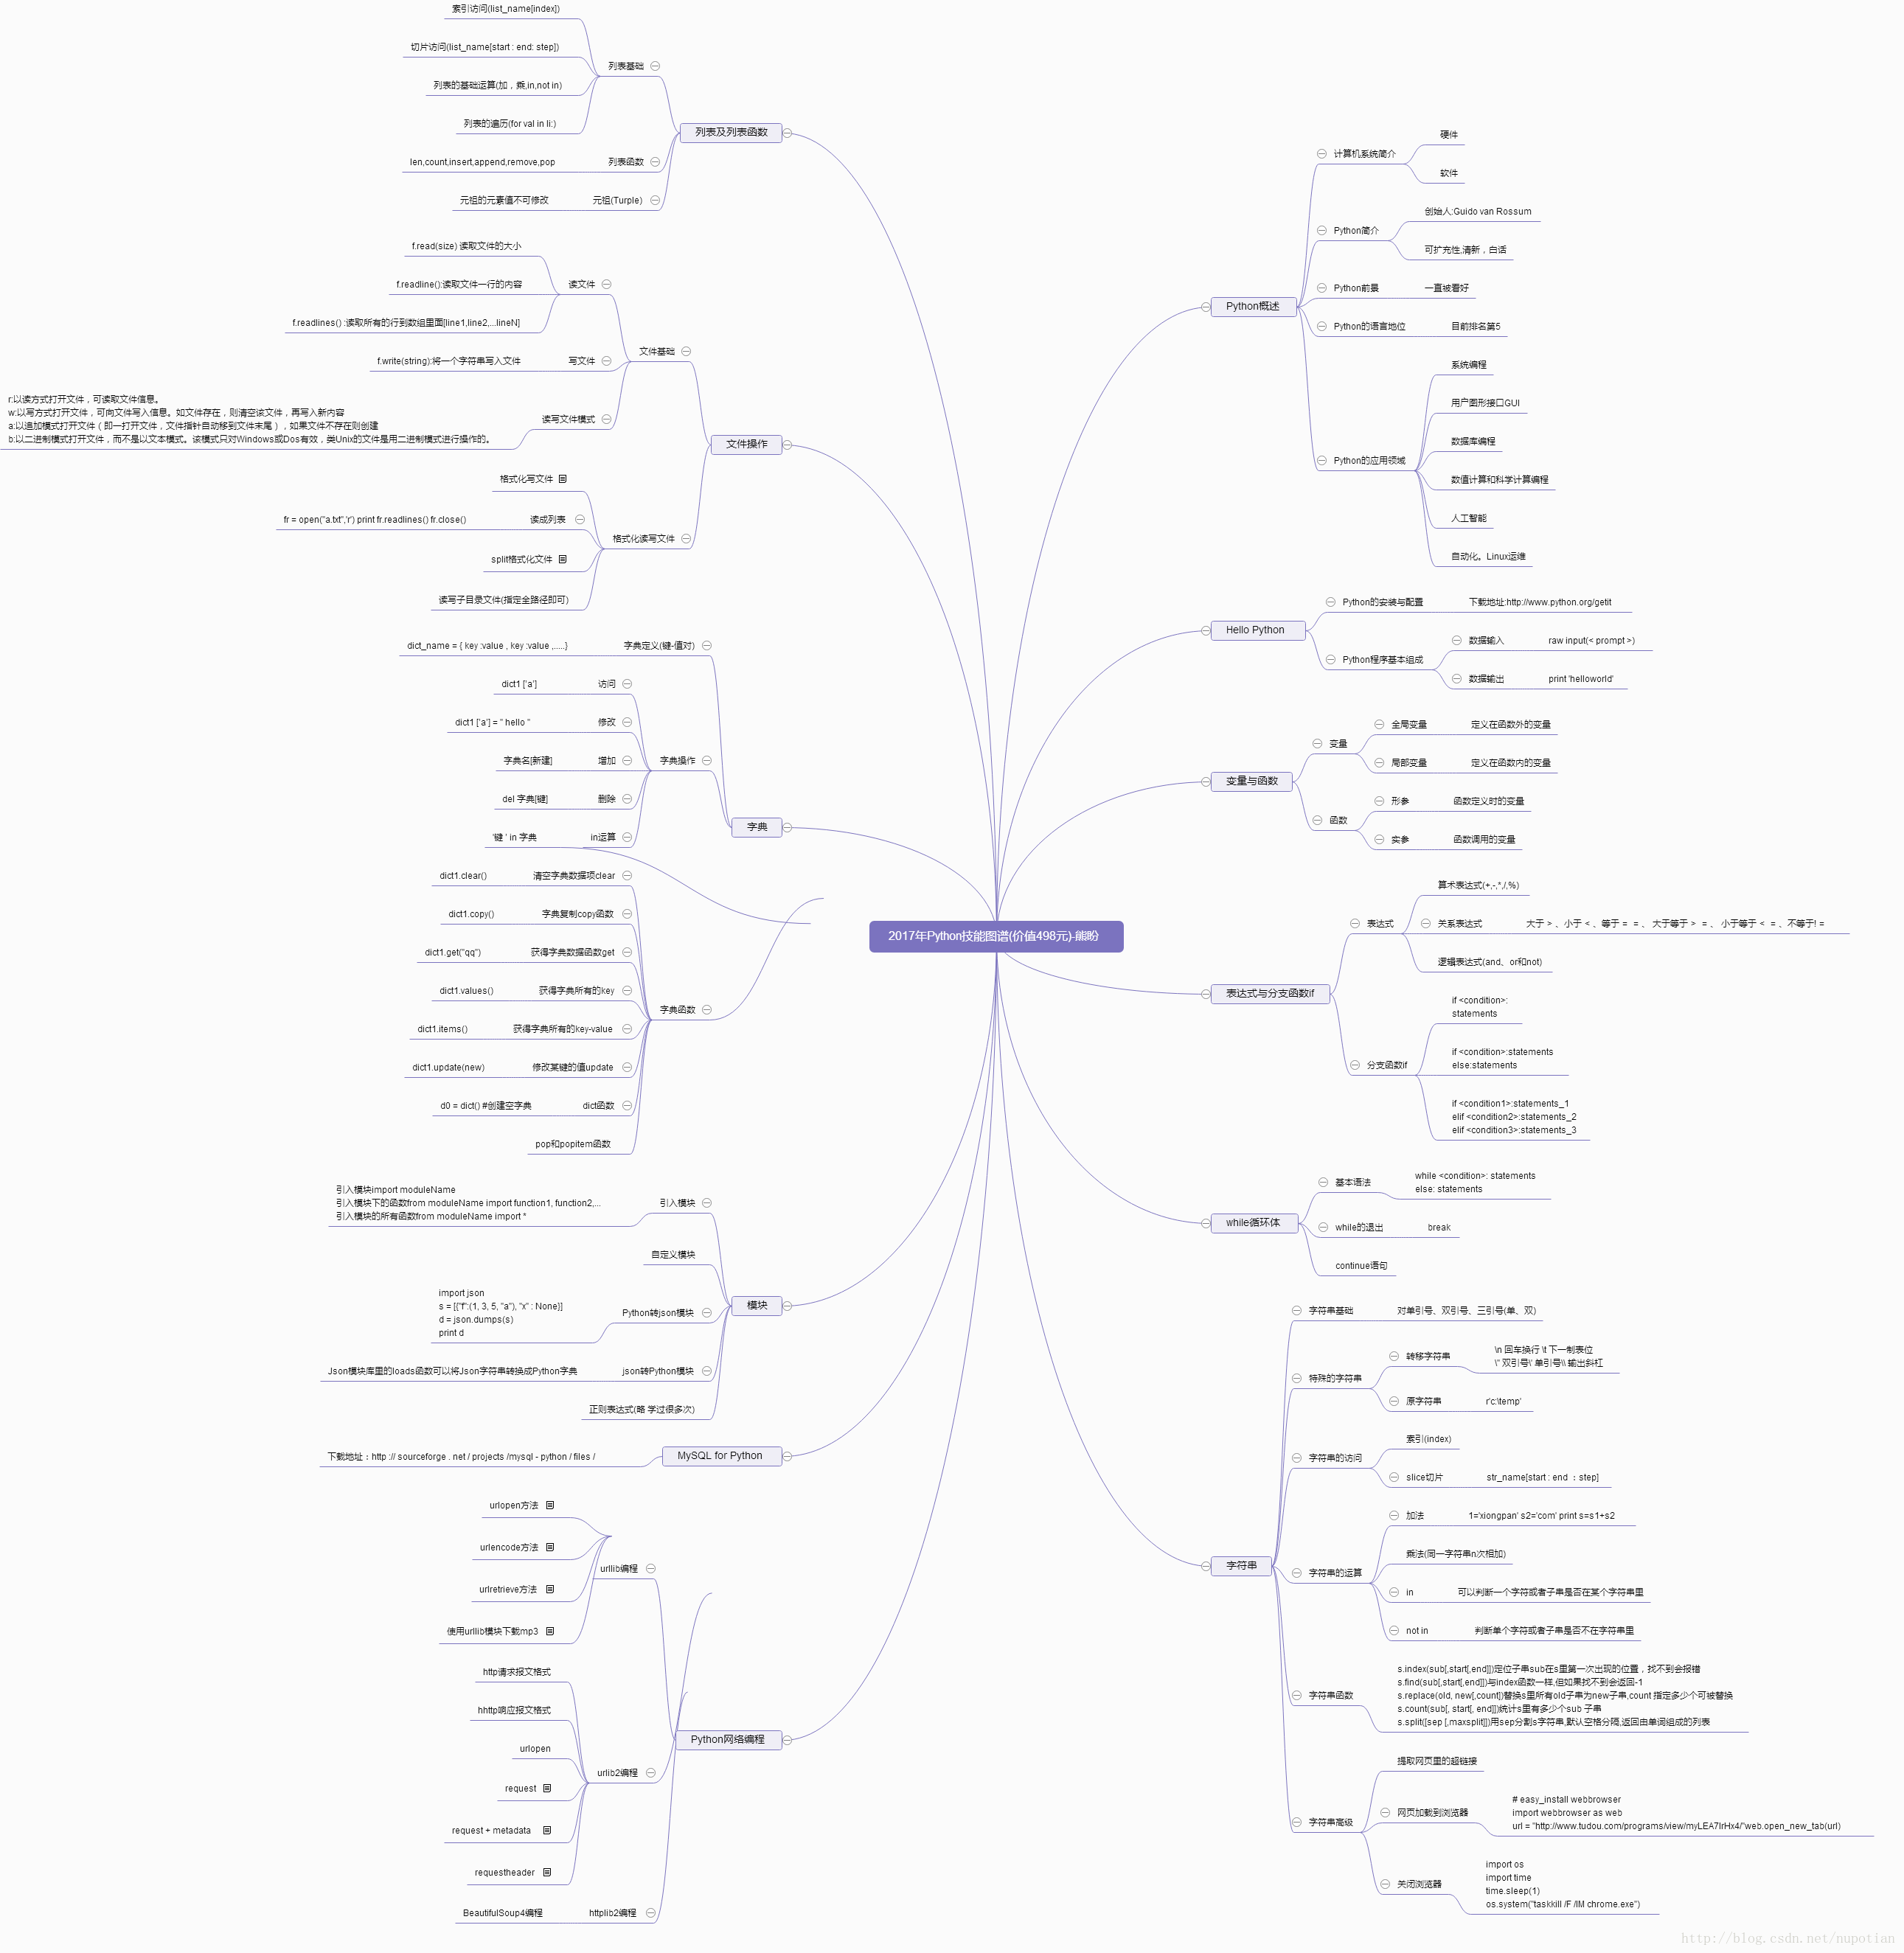 2017年Python技能图谱(价值498元)-熊盼
Python概述
计算机系统简介
硬件
软件
Python简介
创始人:Guido van Rossum
可扩充性,清新，白话
Python前景
一直被看好
Python的语言地位
目前排名第5
Python的应用领域
系统编程
用户图形接口GUI
数据库编程
数值计算和科学计算编程
人工智能
自动化。Linux运维
Hello Python
Python的安装与配置
下载地址:http://www.python.org/getit
Python程序基本组成
数据输入
raw input(< prompt >)
数据输出
print 'helloworld'
变量与函数
变量
全局变量
定义在函数外的变量
局部变量
定义在函数内的变量
函数
形参
函数定义时的变量
实参
函数调用的变量
表达式与分支函数if
表达式
算术表达式(+,-,*,/,%)
关系表达式
大于 > 、小于 < 、等于 = = 、 大于等于 > = 、 小于等于 < = 、不等于! =
逻辑表达式(and、or和not)
分支函数if
if <condition>:
statements
if <condition>:statements
else:statements
if <condition1>:statements_1
elif <condition2>:statements_2
elif <condition3>:statements_3
while循环体
基本语法
while <condition>: statements
else: statements
while的退出
break
continue语句
字符串
字符串基础
对单引号、双引号、三引号(单、双)
特殊的字符串
转移字符串
\n 回车换行 \t 下一制表位
\" 双引号\' 单引号\\ 输出斜杠
原字符串
r'c:\temp'
字符串的访问
索引(index)
slice切片
str_name[start : end ：step]
字符串的运算
加法
1='xiongpan' s2='com' print s=s1+s2
乘法(同一字符串n次相加)
in
可以判断一个字符或者子串是否在某个字符串里
not in
判断单个字符或者子串是否不在字符串里
字符串函数
s.index(sub[,start[,end]])定位子串sub在s里第一次出现的位置，找不到会报错
s.find(sub[,start[,end]])与index函数一样,但如果找不到会返回-1
s.replace(old, new[,count])替换s里所有old子串为new子串,count 指定多少个可被替换
s.count(sub[, start[, end]])统计s里有多少个sub 子串
s.split([sep [,maxsplit]])用sep分割s字符串,默认空格分隔,返回由单词组成的列表
字符串高级
提取网页里的超链接
网页加载到浏览器
# easy_install webbrowser
import webbrowser as web
url = "http://www.tudou.com/programs/view/myLEA7lrHx4/"web.open_new_tab(url)
关闭浏览器
import os
import time
time.sleep(1)
os.system("taskkill /F /IM chrome.exe")
列表及列表函数
列表基础
索引访问(list_name[index])
切片访问(list_name[start : end: step])
列表的基础运算(加，乘,in,not in)
列表的遍历(for val in li:)
列表函数
len,count,insert,append,remove,pop
元祖(Turple)
元祖的元素值不可修改
文件操作
文件基础
读文件
f.read(size) 读取文件的大小
f.readline():读取文件一行的内容
f.readlines() :读取所有的行到数组里面[line1,line2,...lineN]
写文件
f.write(string):将一个字符串写入文件
读写文件模式
r:以读方式打开文件，可读取文件信息。
w:以写方式打开文件，可向文件写入信息。如文件存在，则清空该文件，再写入新内容
a:以追加模式打开文件（即一打开文件，文件指针自动移到文件末尾），如果文件不存在则创建
b:以二进制模式打开文件，而不是以文本模式。该模式只对Windows或Dos有效，类Unix的文件是用二进制模式进行操作的。
格式化读写文件
格式化写文件
读成列表
fr = open("a.txt",'r') print fr.readlines() fr.close()
split格式化文件
读写子目录文件(指定全路径即可)
字典
字典定义(键-值对)
dict_name = { key :value , key :value ,.....}
字典操作
访问
dict1 ['a']
修改
dict1 ['a'] = " hello "
增加
字典名[新建]
删除
del 字典[键]
in运算
'键 ' in 字典
字典函数
清空字典数据项clear
dict1.clear()
字典复制copy函数
dict1.copy()
获得字典数据函数get
dict1.get("qq")
获得字典所有的key
dict1.values()
获得字典所有的key-value
dict1.items()
修改某键的值update
dict1.update(new)
dict函数
d0 = dict() #创建空字典
pop和popitem函数
模块
引入模块
引入模块import moduleName
引入模块下的函数from moduleName import function1, function2,...
引入模块的所有函数from moduleName import *
自定义模块
Python转json模块
import json
s = [{"f":(1, 3, 5, "a"), "x" : None}]
d = json.dumps(s)
print d
json转Python模块
Json模块库里的loads函数可以将Json字符串转换成Python字典
正则表达式(略 学过很多次)
MySQL for Python
下载地址：http :// sourceforge . net / projects /mysql - python / files /
Python网络编程
urllib编程
urlopen方法
urlencode方法
urlretrieve方法
使用urllib模块下载mp3
urlib2编程
http请求报文格式
hhttp响应报文格式
urlopen
request
request + metadata
requestheader
httplib2编程
BeautifulSoup4编程
http://blog.csdn.net/nupotian